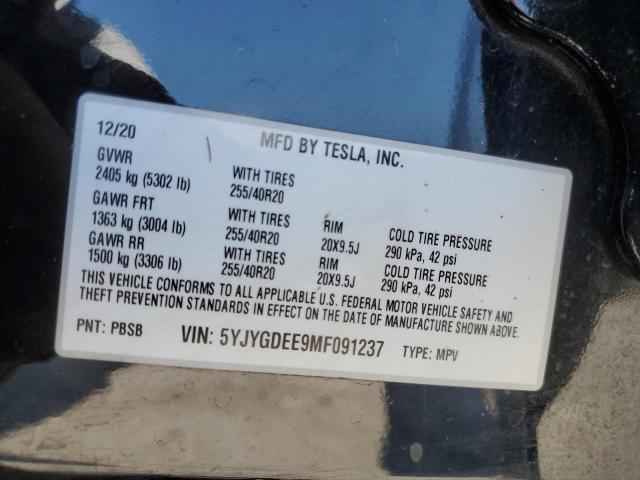 12/20 MFD BY TESLA, INC.
GVWR
2405 kg (5302 lb) WITH TIRES 255/40R20
GAWR FRT
1363 kg (3004 lb) WITH TIRES 255/40R20 RIM 20X9.5J COLD TIRE PRESSURE 290 kPa, 42 psi
GAWR RR
1500 kg (3306 lb) WITH TIRES 255/40R20 RIM 20X9.5J COLD TIRE PRESSURE 290 kPa, 42 psi
THIS VEHICLE CONFORMS TO ALL APPLICABLE U.S. FEDERAL MOTOR VEHICLE SAFETY AND
THEFT PREVENTION STANDARDS IN EFFECT ON THE DATE OF MANUFACTURE SHOWN ABOVE.
PNT: PBSB VIN: 5YJYGDEE9MF091237 TYPE: MPV